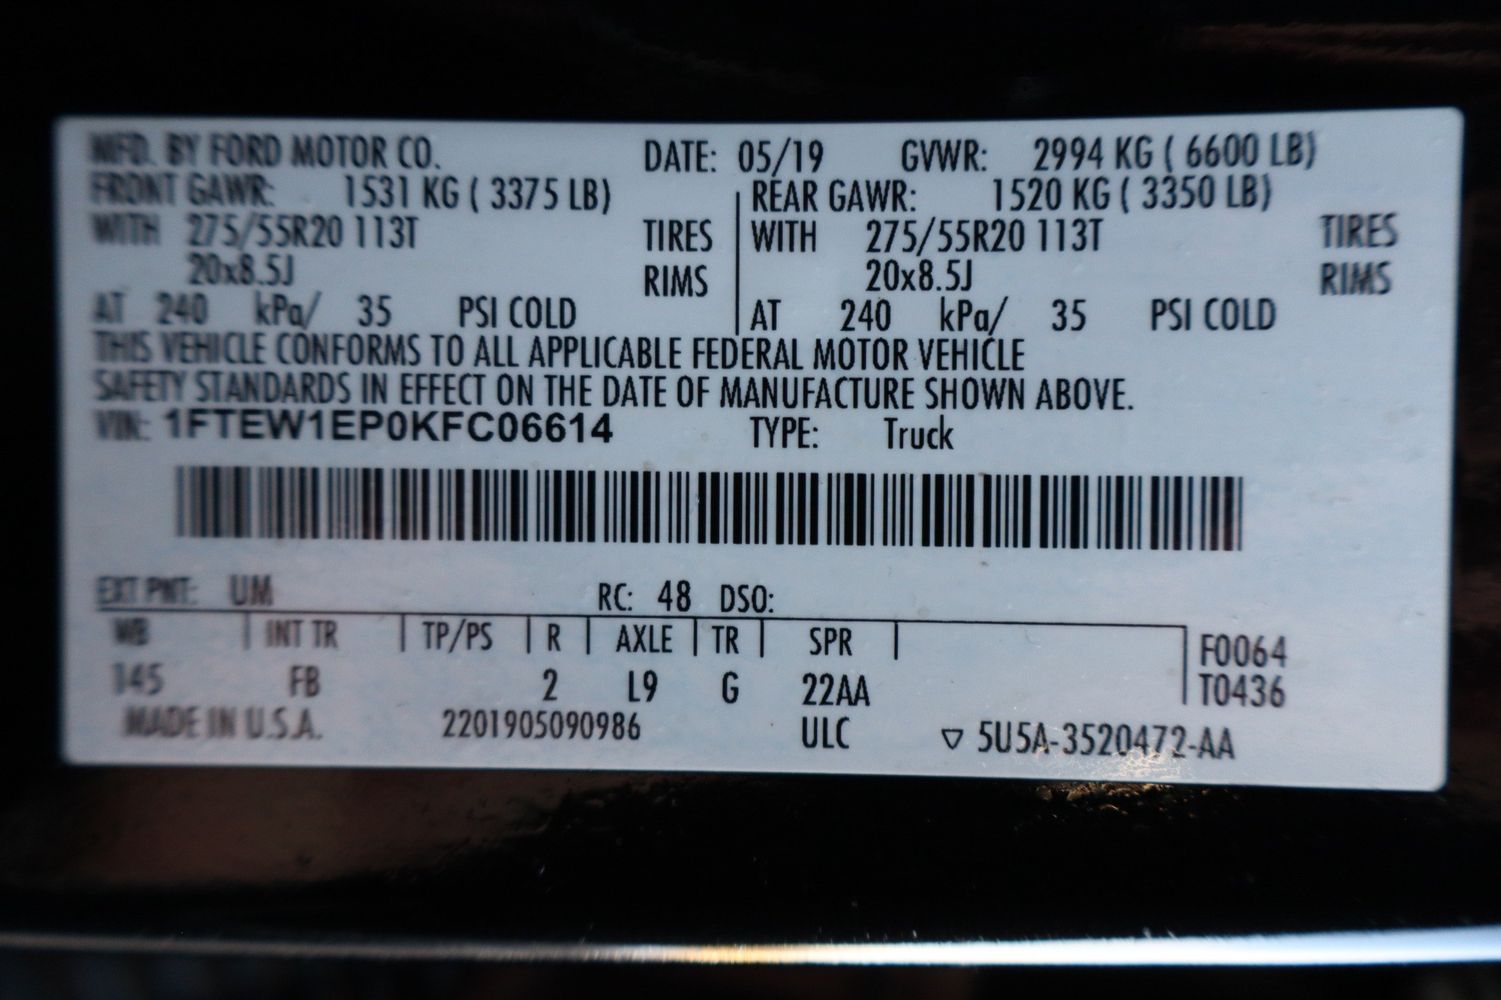 MFD. BY FORD MOTOR CO. DATE: 05/19 GVWR: 2994 KG ( 6600 LB)
FRONT GAWR: 1531 KG ( 3375 LB) REAR GAWR: 1520 KG ( 3350 LB)
WITH 275/55R20 113T TIRES WITH 275/55R20 113T TIRES
20x8.5J RIMS 20x8.5J RIMS
AT 240 kPa/ 35 PSI COLD AT 240 kPa/ 35 PSI COLD
THIS VEHICLE CONFORMS TO ALL APPLICABLE FEDERAL MOTOR VEHICLE
SAFETY STANDARDS IN EFFECT ON THE DATE OF MANUFACTURE SHOWN ABOVE.
VIN: 1FTEW1EP0KFC06614 TYPE: Truck
EXT PNT: UM RC: 48 DSO:
WB | INT TR | TP/PS | R | AXLE | TR | SPR | F0064
145 FB 2 L9 G 22AA T0436
MADE IN U.S.A. 2201905090986 ULC ▽ 5U5A-3520472-AA